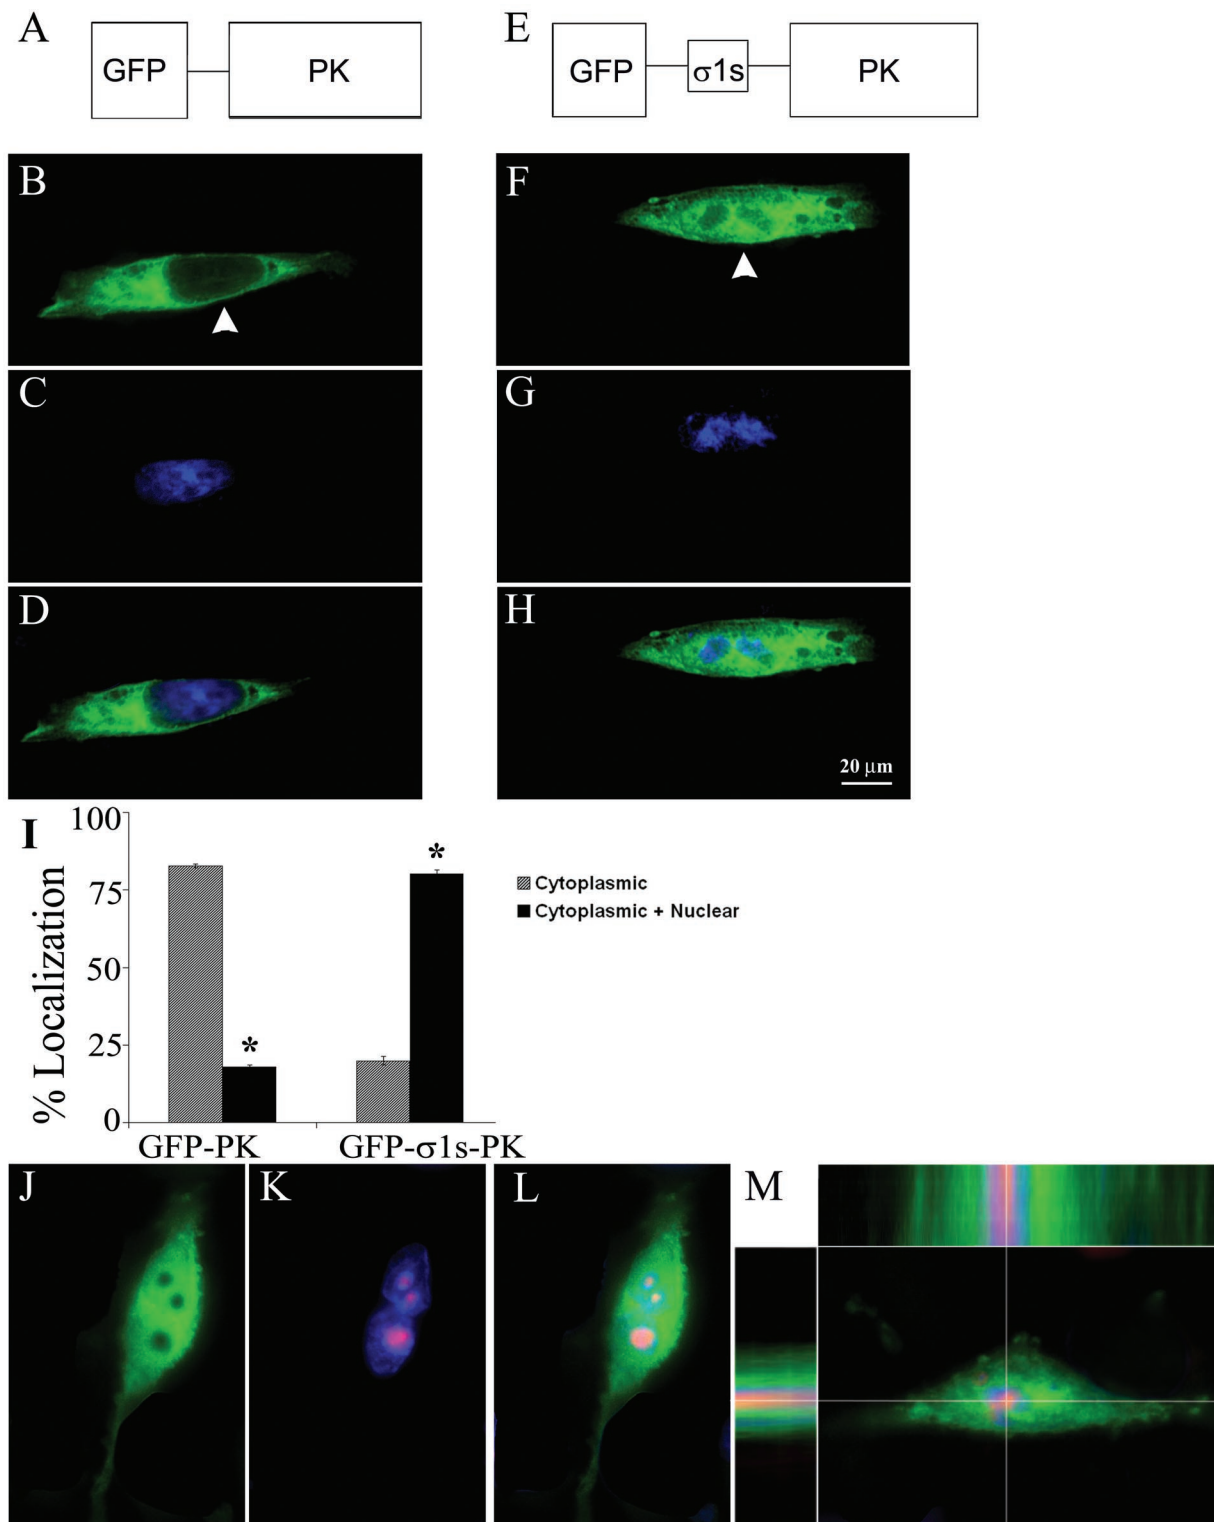 A
GFP
PK
E
GFP
σ1s
PK
B
F
C
G
D
H
20 μm
I
100
75
50
25
0
% Localization
*
*
Cytoplasmic
Cytoplasmic + Nuclear
GFP-PK
GFP-σ1s-PK
J
K
L
M